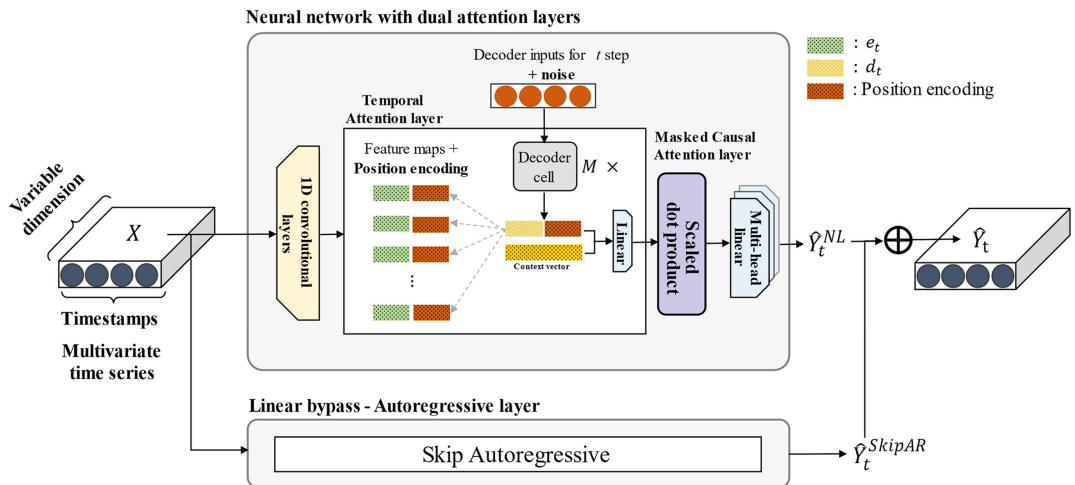 Neural network with dual attention layers
: e_t
: d_t
: Position encoding
Decoder inputs for t step
+ noise
Temporal
Attention layer
Feature maps +
Position encoding
Decoder
cell
M ×
Masked Causal
Attention layer
Variable
dimension
X
1D convolutional
layers
Context vector
Linear
Scaled
dot product
Multi-head
linear
Ŷ_t^{NL}
Ŷ_t
...
Timestamps
Multivariate
time series
Linear bypass - Autoregressive layer
Skip Autoregressive
Ŷ_t^{SkipAR}